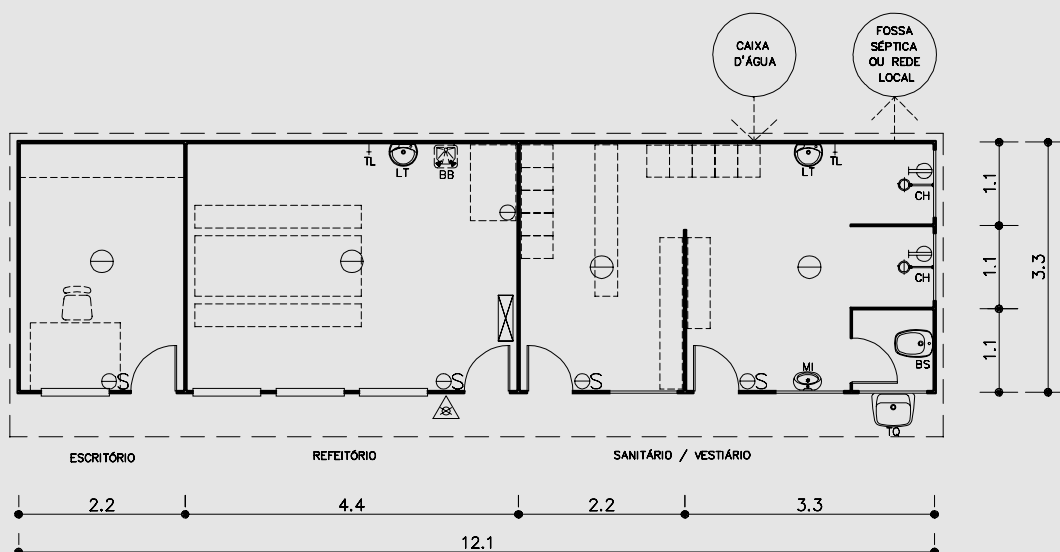 CAIXA
D'ÁGUA
FOSSA
SÉPTICA
OU REDE
LOCAL
TL
LT
BB
LT
TL
CH
CH
BS
MI
TQ
S
S
S
S
1.1
1.1
1.1
3.3
ESCRITÓRIO
REFEITÓRIO
SANITÁRIO / VESTIÁRIO
2.2
4.4
2.2
3.3
12.1